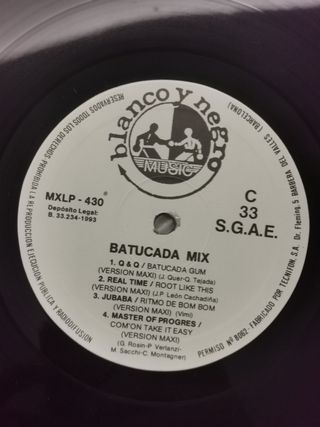 blanco y negro
MUSIC
MXLP - 430
Depósito Legal:
B. 33.234-1993
C
33
S.G.A.E.
BATUCADA MIX
1. Q & Q / BATUCADA GUM
(VERSION MAXI) (J. Quer-Q. Tejada)
2. REAL TIME / ROOT LIKE THIS
(VERSION MAXI) (J.P León Cachadiña)
3. JUBABA / RITMO DE BOM BOM
(VERSION MAXI) (Vimi)
4. MASTER OF PROGRES /
COM'ON TAKE IT EASY
(VERSION MAXI)
(G. Rosin-P Verlanzi-
M. Sacchi-C. Montagner)
RESERVADOS TODOS LOS DERECHOS PROHIBIDA LA REPRODUCCION EJECUCION PUBLICA Y RADIODIFUSION
PERMISO Nº 8062.- FABRICADO POR TECNIFON, S.A. Dr. Fleming, 5 BARBERA DEL VALLES (BARCELONA)